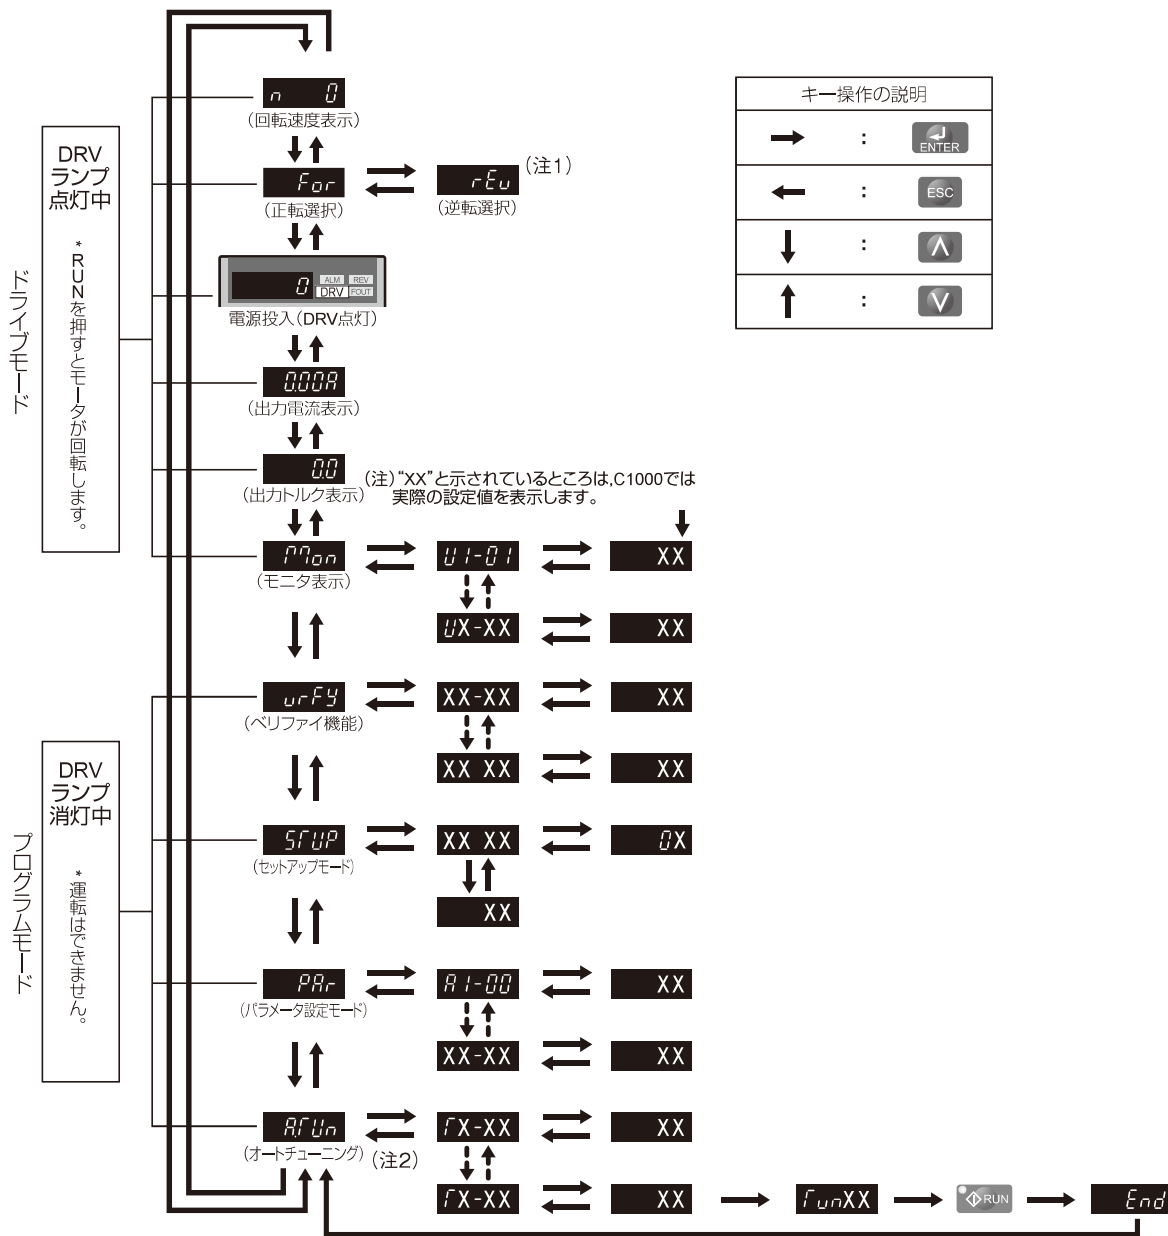 n 0
(回転速度表示)
For
(正転選択)
rEv
(注1)
(逆転選択)
0
ALM
REV
DRV
FOUT
電源投入(DRV点灯)
0.00A
(出力電流表示)
0.0
(出力トルク表示)
(注)“XX”と示されているところは,C1000では
実際の設定値を表示します。
Mon
(モニタ表示)
U1-01
XX
UX-XX
XX
ドライブモード
DRV
ランプ
点灯中
*RUNを押すとモータが回転します。
キー操作の説明
:
ENTER
:
ESC
:
∧
:
∨
プログラムモード
DRV
ランプ
消灯中
*運転はできません。
vrFY
(ベリファイ機能)
XX-XX
XX
XX XX
XX
STUP
(セットアップモード)
XX XX
0X
XX
PAr
(パラメータ設定モード)
A1-00
XX
XX-XX
XX
A.TUn
(オートチューニング)
(注2)
TX-XX
XX
TX-XX
XX
TunXX
RUN
End